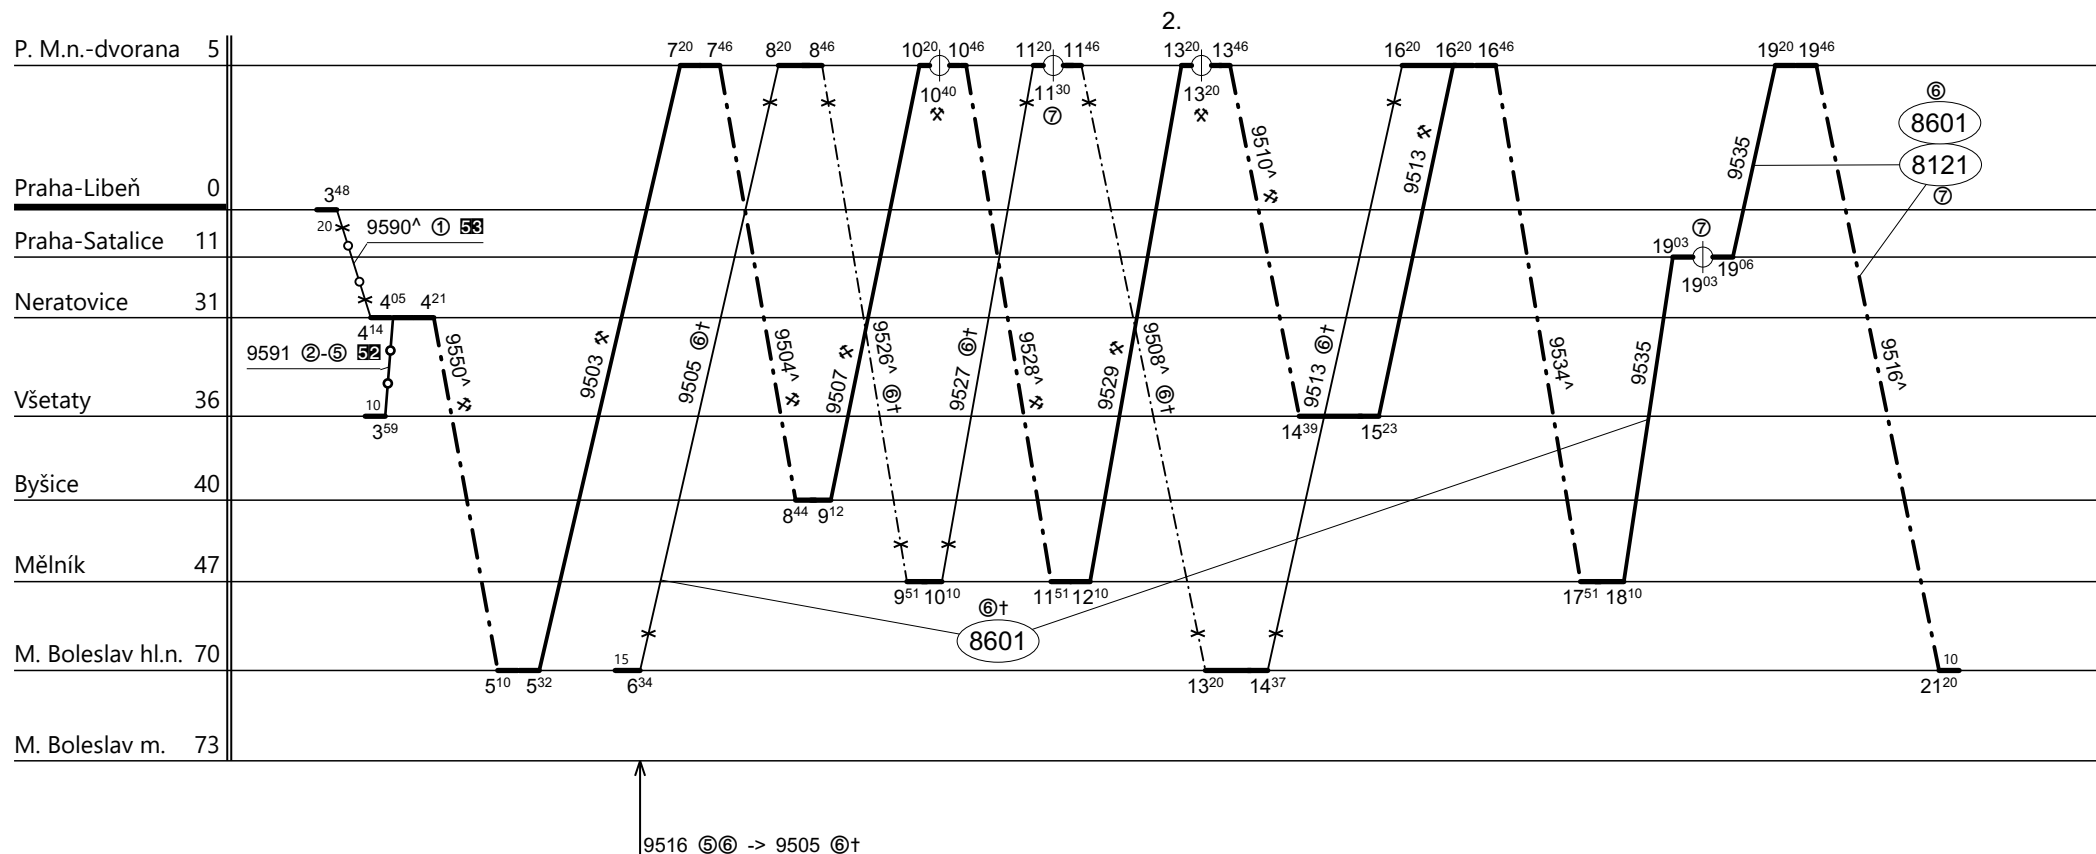 2.
P. M.n.-dvorana 5
7²⁰ 7⁴⁶ 8²⁰ 8⁴⁶ 10²⁰ 10⁴⁶ 11²⁰ 11⁴⁶ 13²⁰ 13⁴⁶ 16²⁰ 16²⁰ 16⁴⁶ 19²⁰ 19⁴⁶
10⁴⁰ ⚒ 11³⁰ ⑦ 13²⁰ ⚒
⑥
8601
8121
⑦
9510^ ⚒
9513 ⚒
9535
Praha-Libeň 0
3⁴⁸
20
9590^ ① 53
Praha-Satalice 11
19⁰³ ⑦
19⁰³ 19⁰⁶
Neratovice 31
4⁰⁵ 4²¹
4¹⁴
9591 ②-⑤ 52
9550^ ⚒
9503 ⚒
9505 ⑥†
9504^ ⚒
9507 ⚒
9526^ ⑥†
9527 ⑥†
9528^ ⚒
9529 ⚒
9508^ ⑥†
9513 ⑥†
9534^
9535
9516^
Všetaty 36
10
3⁵⁹
14³⁹ 15²³
Byšice 40
8⁴⁴ 9¹²
Mělník 47
9⁵¹ 10¹⁰ 11⁵¹ 12¹⁰ 17⁵¹ 18¹⁰
⑥†
8601
M. Boleslav hl.n. 70
15 10
5¹⁰ 5³² 6³⁴ 13²⁰ 14³⁷ 21²⁰
M. Boleslav m. 73
9516 ⑤⑥ -> 9505 ⑥†